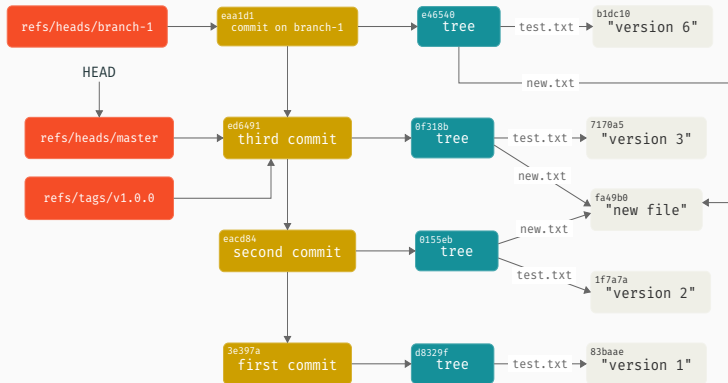 refs/heads/branch-1
eaa1d1
commit on branch-1
e46540
tree
test.txt
b1dc10
"version 6"
new.txt
HEAD
refs/heads/master
ed6491
third commit
0f318b
tree
test.txt
7170a5
"version 3"
new.txt
refs/tags/v1.0.0
fa49b0
"new file"
new.txt
eacd84
second commit
0155eb
tree
test.txt
1f7a7a
"version 2"
3e397a
first commit
d8329f
tree
test.txt
83baae
"version 1"